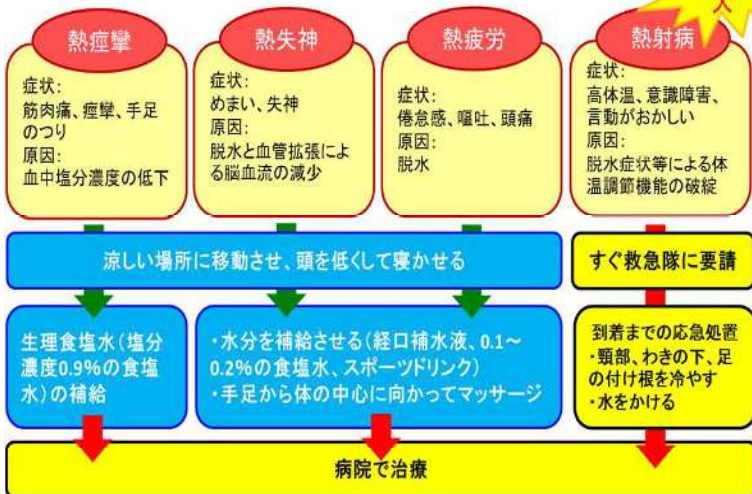 熱痙攣
症状:
筋肉痛、痙攣、手足
のつり
原因:
血中塩分濃度の低下
熱失神
症状:
めまい、失神
原因:
脱水と血管拡張によ
る脳血流の減少
熱疲労
症状:
倦怠感、嘔吐、頭痛
原因:
脱水
熱射病
症状:
高体温、意識障害、
言動がおかしい
原因:
脱水症状等による体
温調節機能の破綻
涼しい場所に移動させ、頭を低くして寝かせる
すぐ救急隊に要請
生理食塩水(塩分
濃度0.9%の食塩
水)の補給
・水分を補給させる(経口補水液、0.1~
0.2%の食塩水、スポーツドリンク)
・手足から体の中心に向かってマッサージ
到着までの応急処置
・頸部、わきの下、足
の付け根を冷やす
・水をかける
病院で治療